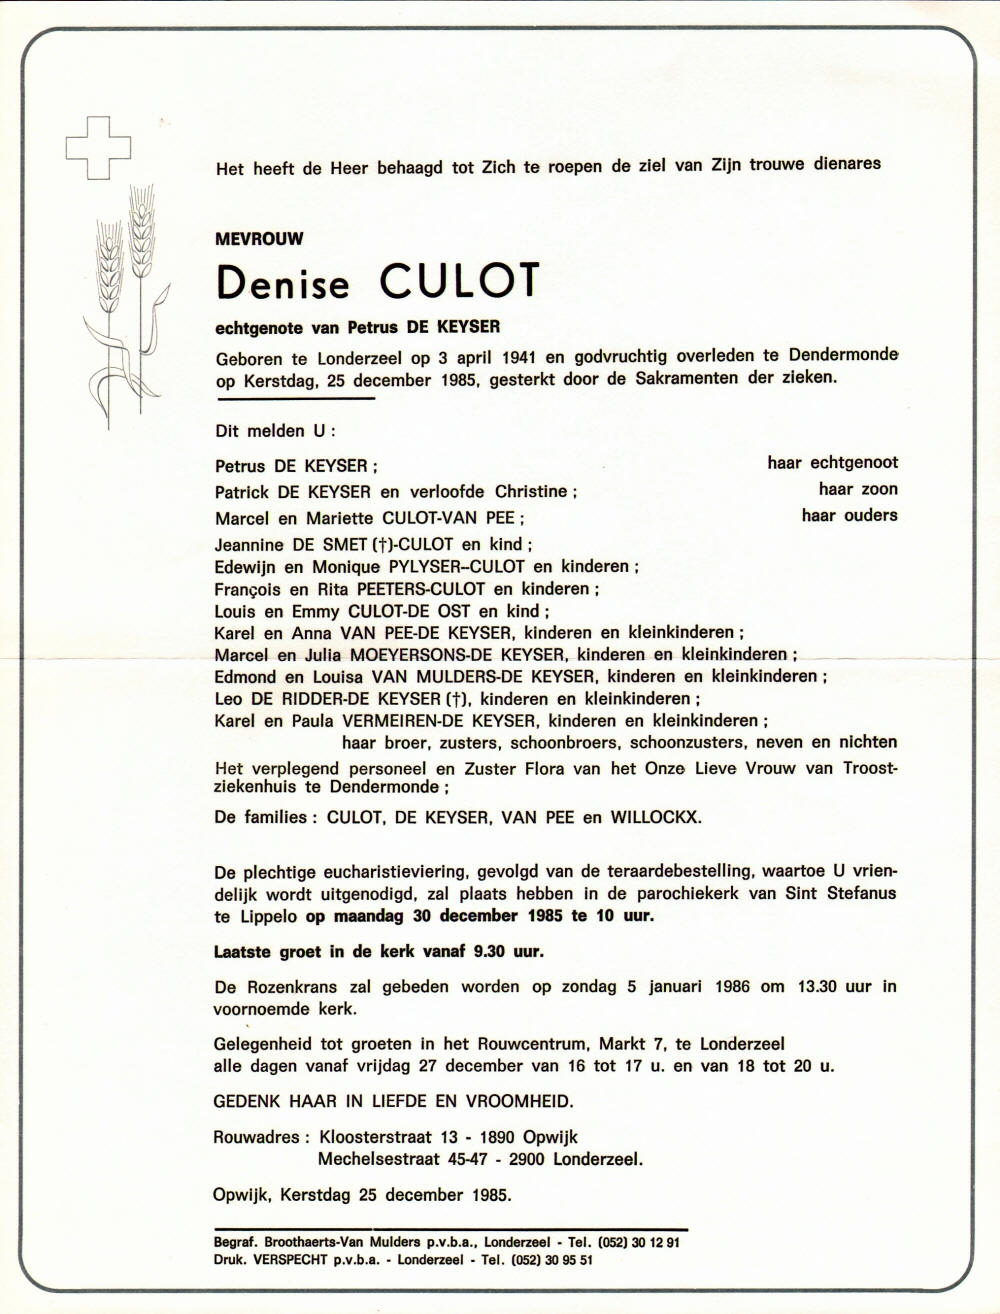 Het heeft de Heer behaagd tot Zich te roepen de ziel van Zijn trouwe dienares
MEVROUW
Denise CULOT
echtgenote van Petrus DE KEYSER
Geboren te Londerzeel op 3 april 1941 en godvruchtig overleden te Dendermonde
op Kerstdag, 25 december 1985, gesterkt door de Sakramenten der zieken.
Dit melden U :
Petrus DE KEYSER ; haar echtgenoot
Patrick DE KEYSER en verloofde Christine ; haar zoon
Marcel en Mariette CULOT-VAN PEE ; haar ouders
Jeannine DE SMET (†)-CULOT en kind ;
Edewijn en Monique PYLYSER-CULOT en kinderen ;
François en Rita PEETERS-CULOT en kinderen ;
Louis en Emmy CULOT-DE OST en kind ;
Karel en Anna VAN PEE-DE KEYSER, kinderen en kleinkinderen ;
Marcel en Julia MOEYERSONS-DE KEYSER, kinderen en kleinkinderen ;
Edmond en Louisa VAN MULDERS-DE KEYSER, kinderen en kleinkinderen ;
Leo DE RIDDER-DE KEYSER (†), kinderen en kleinkinderen ;
Karel en Paula VERMEIREN-DE KEYSER, kinderen en kleinkinderen ;
haar broer, zusters, schoonbroers, schoonzusters, neven en nichten
Het verplegend personeel en Zuster Flora van het Onze Lieve Vrouw van Troost-
ziekenhuis te Dendermonde ;
De families : CULOT, DE KEYSER, VAN PEE en WILLOCKX.
De plechtige eucharistieviering, gevolgd van de teraardebestelling, waartoe U vrien-
delijk wordt uitgenodigd, zal plaats hebben in de parochiekerk van Sint Stefanus
te Lippelo op maandag 30 december 1985 te 10 uur.
Laatste groet in de kerk vanaf 9.30 uur.
De Rozenkrans zal gebeden worden op zondag 5 januari 1986 om 13.30 uur in
voornoemde kerk.
Gelegenheid tot groeten in het Rouwcentrum, Markt 7, te Londerzeel
alle dagen vanaf vrijdag 27 december van 16 tot 17 u. en van 18 tot 20 u.
GEDENK HAAR IN LIEFDE EN VROOMHEID.
Rouwadres : Kloosterstraat 13 - 1890 Opwijk
Mechelsestraat 45-47 - 2900 Londerzeel.
Opwijk, Kerstdag 25 december 1985.
Begraf. Broothaerts-Van Mulders p.v.b.a., Londerzeel - Tel. (052) 30 12 91
Druk. VERSPECHT p.v.b.a. - Londerzeel - Tel. (052) 30 95 51